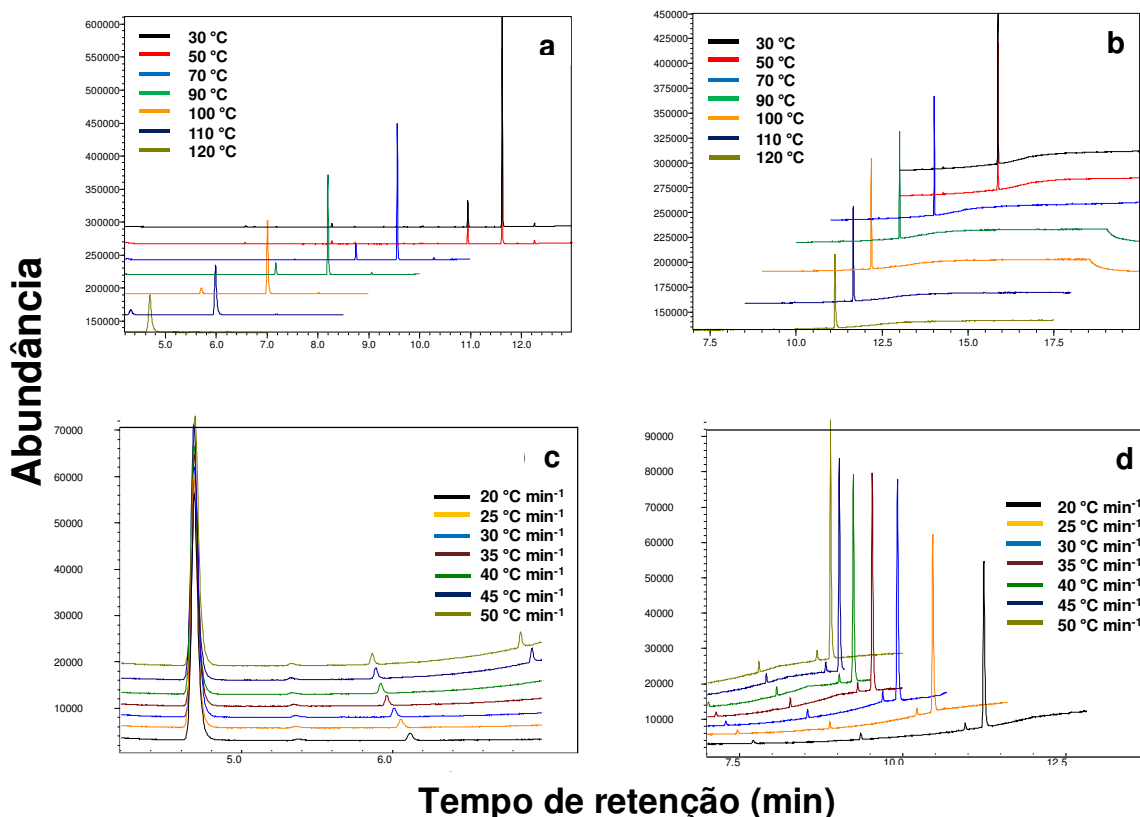 a
600000
550000
500000
450000
400000
350000
300000
250000
200000
150000
30 °C
50 °C
70 °C
90 °C
100 °C
110 °C
120 °C
5.0 6.0 7.0 8.0 9.0 10.0 11.0 12.0
b
450000
425000
400000
375000
350000
325000
300000
275000
250000
225000
200000
175000
150000
30 °C
50 °C
70 °C
90 °C
100 °C
110 °C
120 °C
7.5 10.0 12.5 15.0 17.5
Abundância
c
70000
60000
50000
40000
30000
20000
10000
20 °C min-1
25 °C min-1
30 °C min-1
35 °C min-1
40 °C min-1
45 °C min-1
50 °C min-1
5.0 6.0
d
90000
80000
70000
60000
50000
40000
30000
20000
10000
20 °C min-1
25 °C min-1
30 °C min-1
35 °C min-1
40 °C min-1
45 °C min-1
50 °C min-1
7.5 10.0 12.5
Tempo de retenção (min)